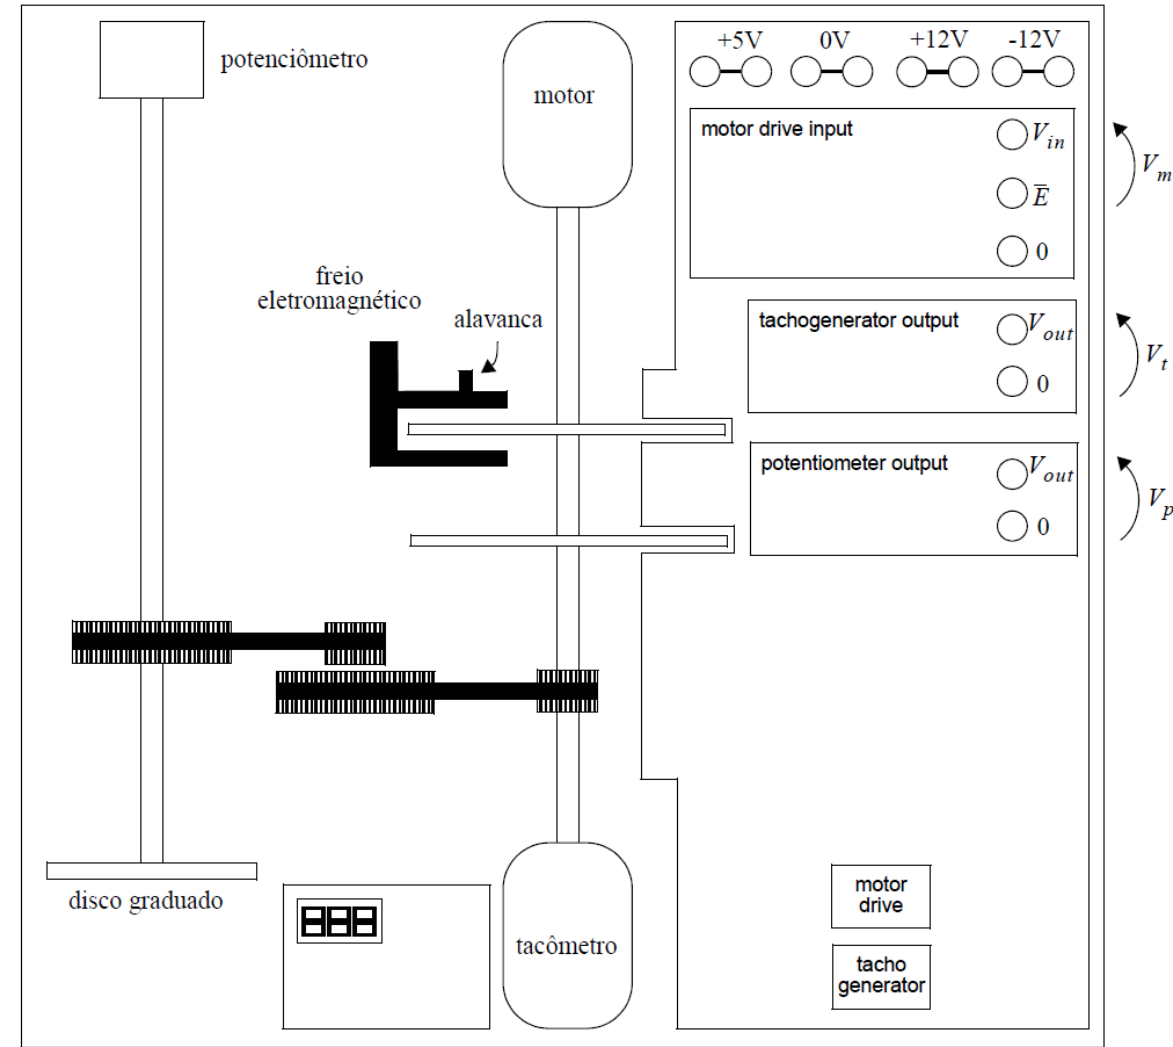 potenciômetro
motor
+5V
0V
+12V
-12V
motor drive input
V_in
E̅
0
V_m
freio
eletromagnético
alavanca
tachogenerator output
V_out
0
V_t
potentiometer output
V_out
0
V_p
disco graduado
888
tacômetro
motor
drive
tacho
generator